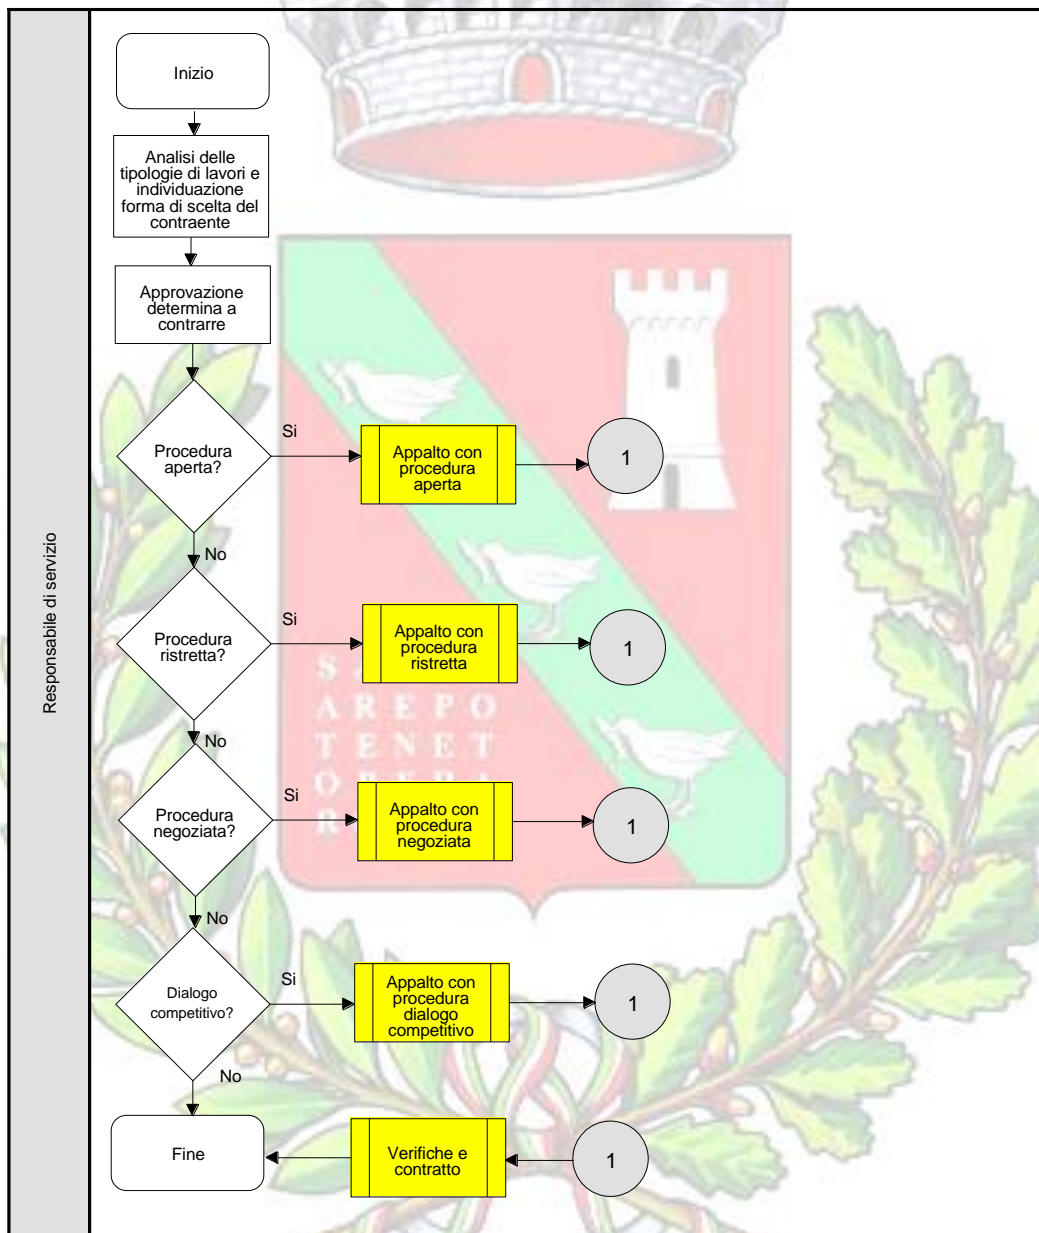 Responsabile di servizio
Inizio
Analisi delle
tipologie di lavori e
individuazione
forma di scelta del
contraente
Approvazione
determina a
contrarre
Procedura
aperta?
Si
Appalto con
procedura
aperta
1
No
Procedura
ristretta?
Si
Appalto con
procedura
ristretta
1
S
A R E P O
T E N E T
O
R
No
Procedura
negoziata?
Si
Appalto con
procedura
negoziata
1
No
Dialogo
competitivo?
Si
Appalto con
procedura
dialogo
competitivo
1
No
Fine
Verifiche e
contratto
1